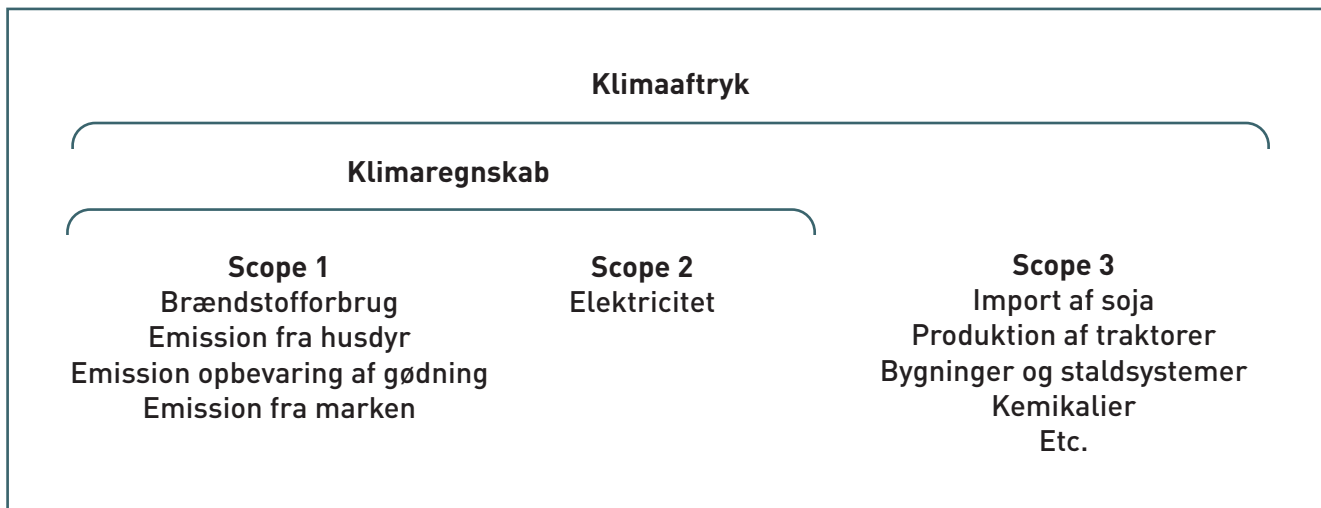 Klimaaftryk
Klimaregnskab
Scope 1
Brændstofforbrug
Emission fra husdyr
Emission opbevaring af gødning
Emission fra marken
Scope 2
Elektricitet
Scope 3
Import af soja
Produktion af traktorer
Bygninger og staldsystemer
Kemikalier
Etc.